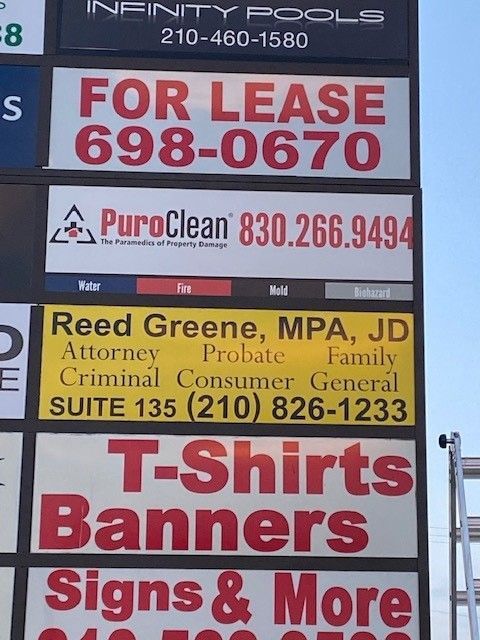 INFINITY POOLS
8
210-460-1580
S
FOR LEASE
698-0670
PuroClean®
The Paramedics of Property Damage
830.266.9494
Water Fire Mold Biohazard
Reed Greene, MPA, JD
Attorney Probate Family
Criminal Consumer General
SUITE 135 (210) 826-1233
E
T-Shirts
Banners
Signs & More